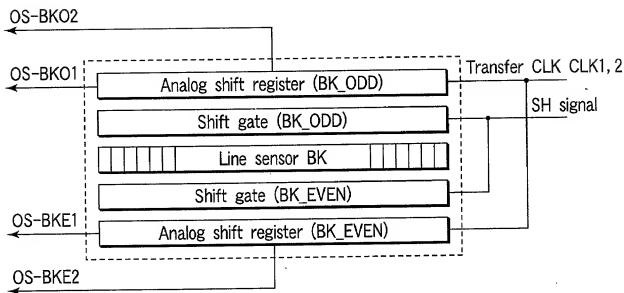 OS-BKO2
OS-BKO1
Analog shift register (BK_ODD)
Transfer CLK CLK1, 2
Shift gate (BK_ODD)
SH signal
Line sensor BK
Shift gate (BK_EVEN)
OS-BKE1
Analog shift register (BK_EVEN)
OS-BKE2